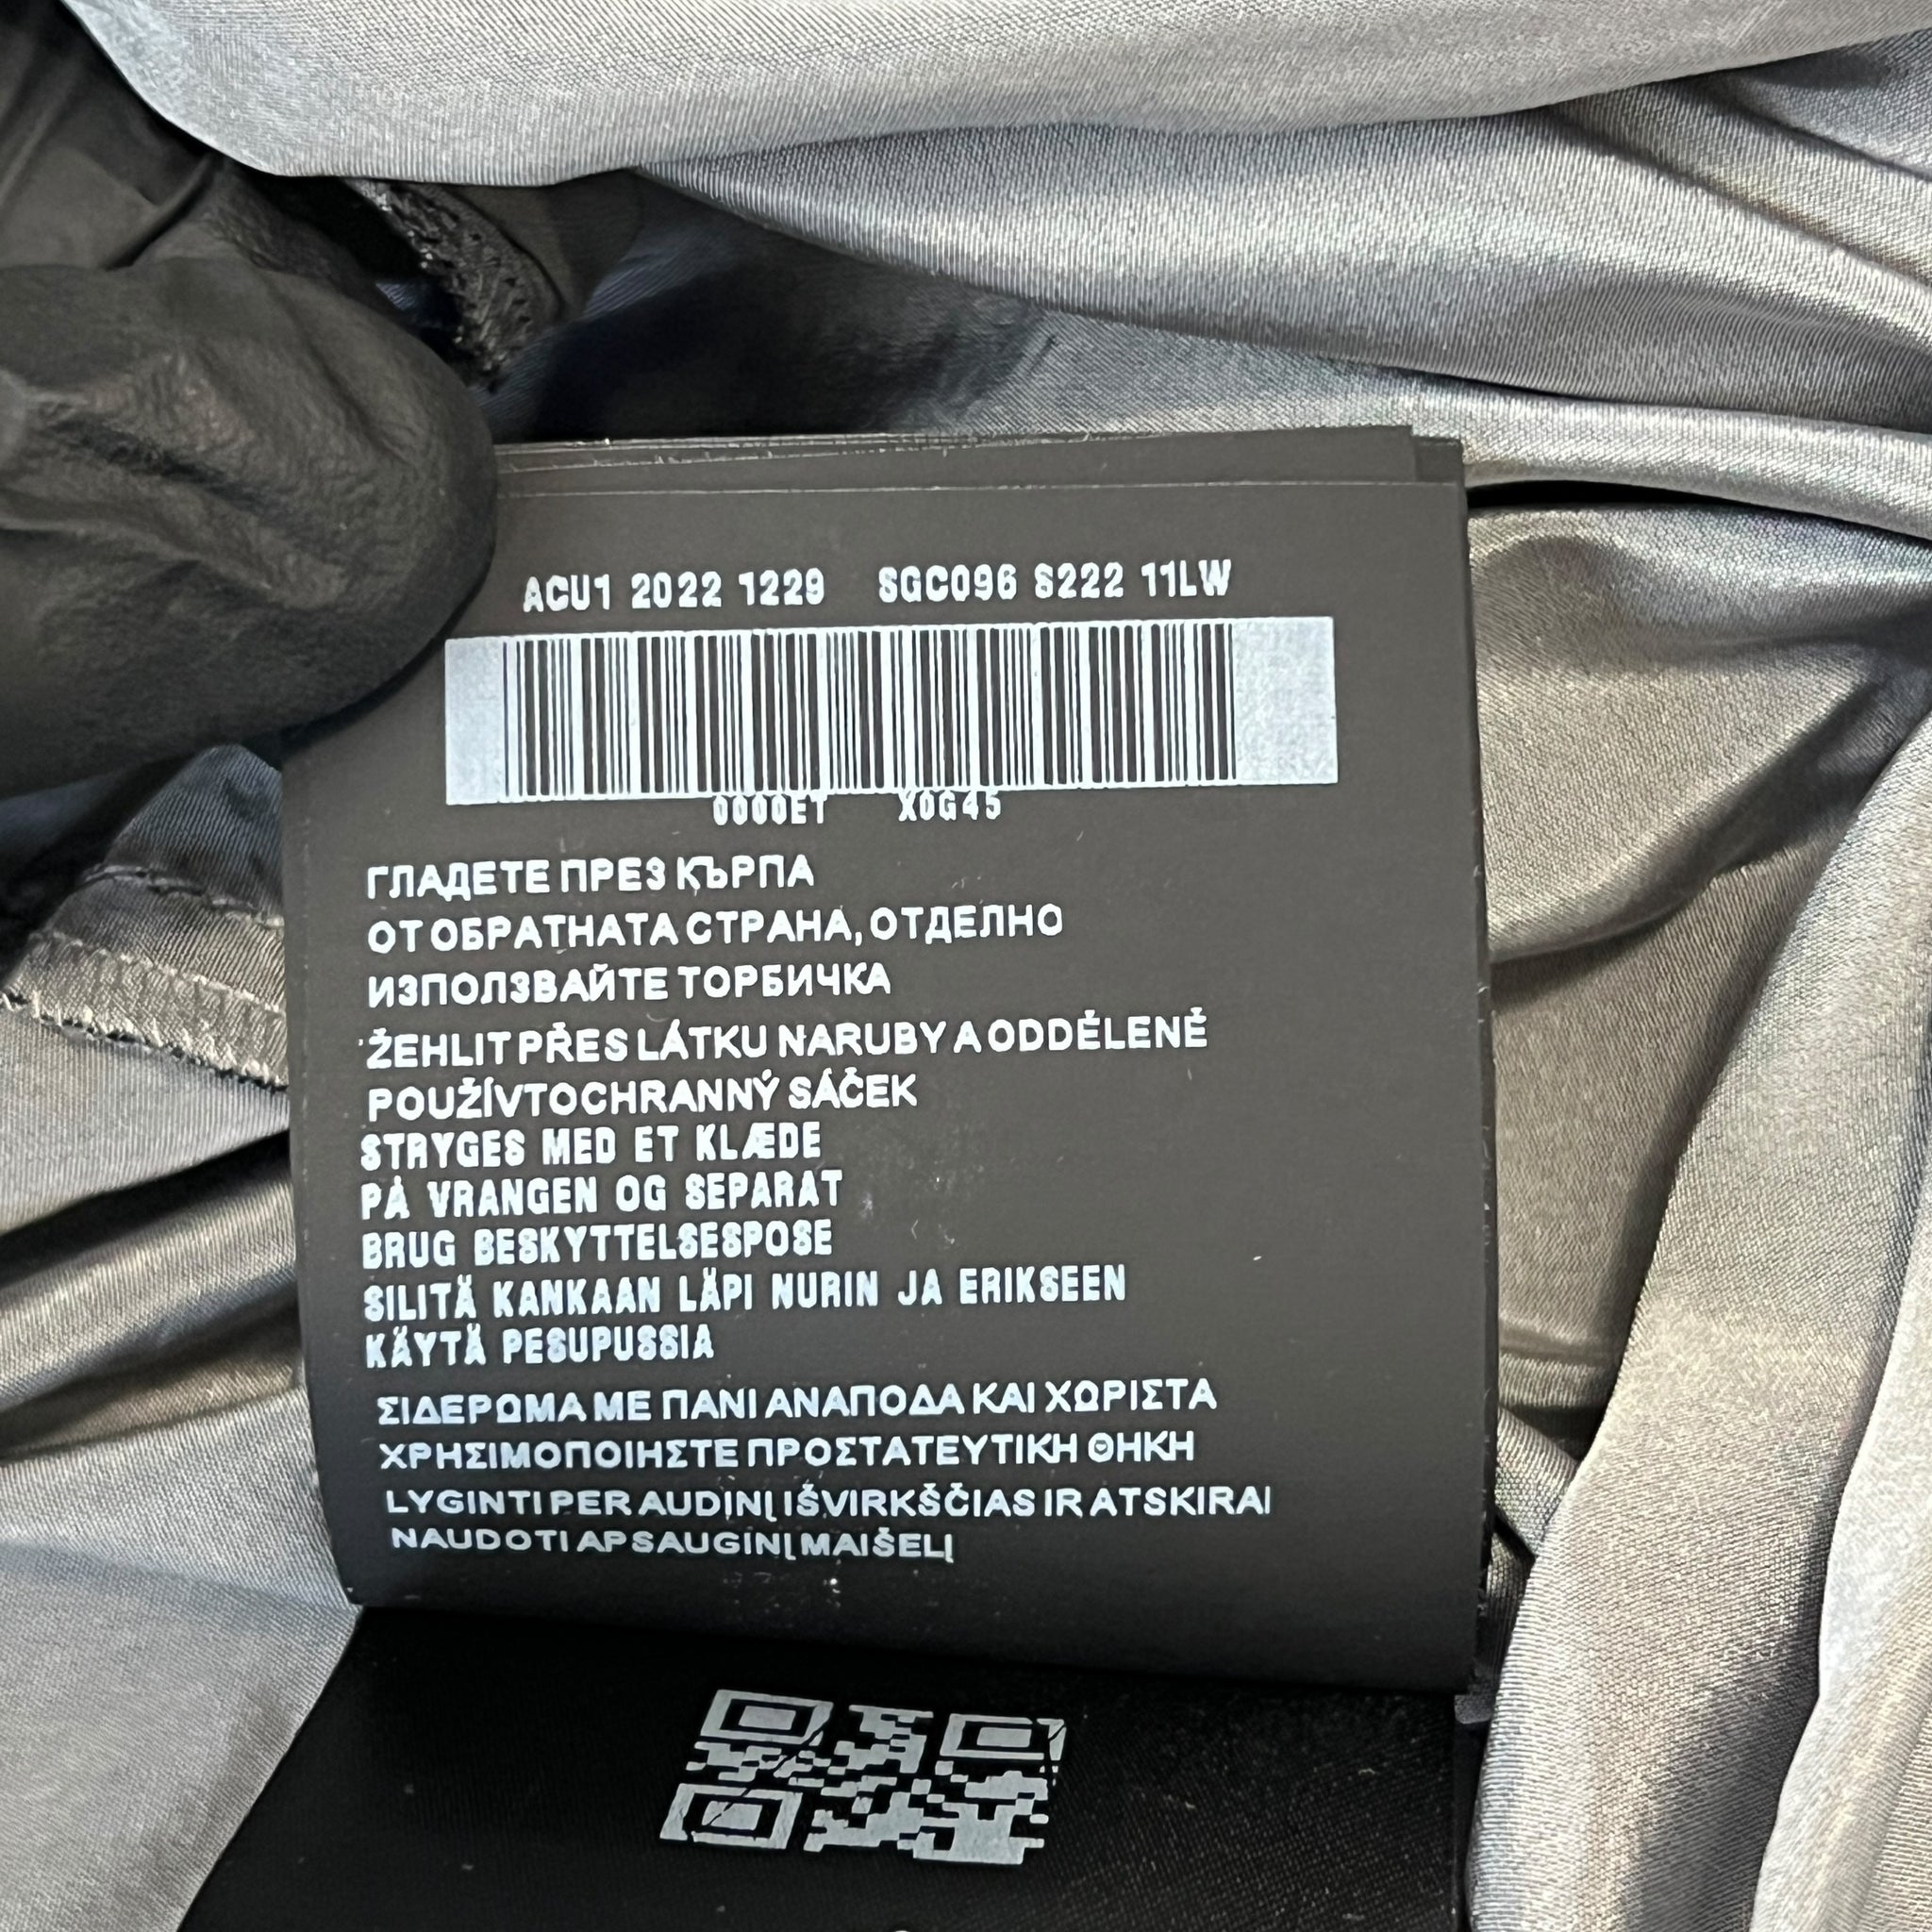 ACU1 2022 1229 SGC096 S222 11LW
0000ET X0G45
ГЛАДЕТЕ ПРЕЗ КЪРПА
ОТ ОБРАТНАТА СТРАНА, ОТДЕЛНО
ИЗПОЛЗВАЙТЕ ТОРБИЧКА
ŽEHLIT PŘES LÁTKU NARUBY A ODDĚLENĚ
POUŽÍVTOCHRANNÝ SÁČEK
STRYGES MED ET KLÆDE
PÅ VRANGEN OG SEPARAT
BRUG BESKYTTELSESPOSE
SILITÄ KANKAAN LÄPI NURIN JA ERIKSEEN
KÄYTÄ PESUPUSSIA
ΣΙΔΕΡΩΜΑ ΜΕ ΠΑΝΙ ΑΝΑΠΟΔΑ ΚΑΙ ΧΩΡΙΣΤΑ
ΧΡΗΣΙΜΟΠΟΙΗΣΤΕ ΠΡΟΣΤΑΤΕΥΤΙΚΗ ΘΗΚΗ
LYGINTI PER AUDINĮ IŠVIRKŠČIAS IR ATSKIRAI
NAUDOTI APSAUGINĮ MAIŠELĮ